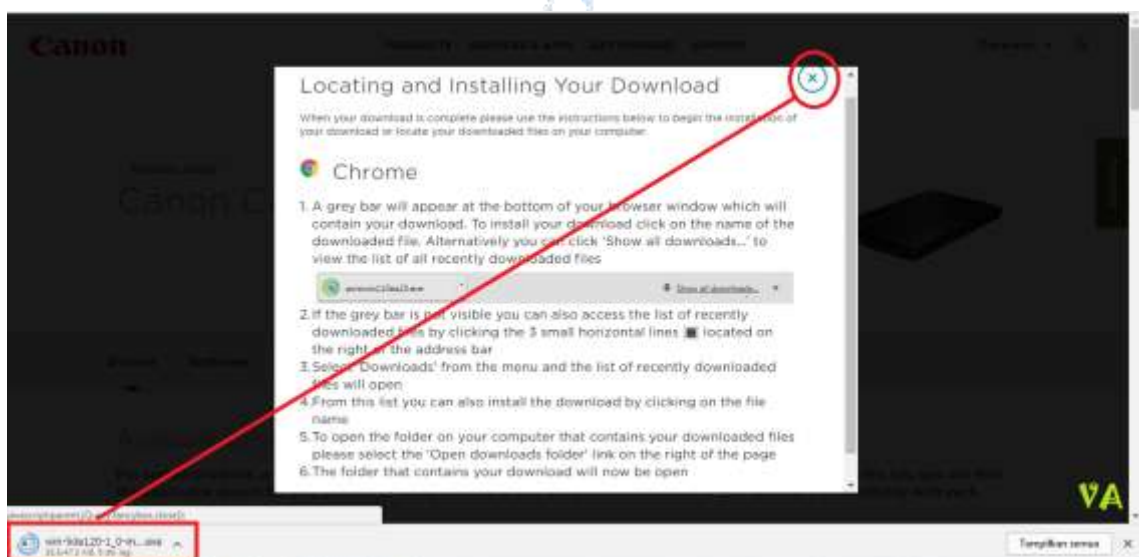 Canon
Locating and Installing Your Download
When your download is complete please use the instructions below to begin the installation of
your download or locate your downloaded files on your computer
Chrome
1. A grey bar will appear at the bottom of your browser window which will
contain your download. To install your download click on the name of the
downloaded file. Alternatively you can click 'Show all downloads...' to
view the list of all recently downloaded files
Show all downloads...
2. If the grey bar is not visible you can also access the list of recently
downloaded files by clicking the 3 small horizontal lines located on
the right of the address bar
3. Select 'Downloads' from the menu and the list of recently downloaded
files will open
4. From this list you can also install the download by clicking on the file
name
5. To open the folder on your computer that contains your downloaded files
please select the 'Open downloads folder' link on the right of the page
6. The folder that contains your download will now be open
VA
Tampilkan semua